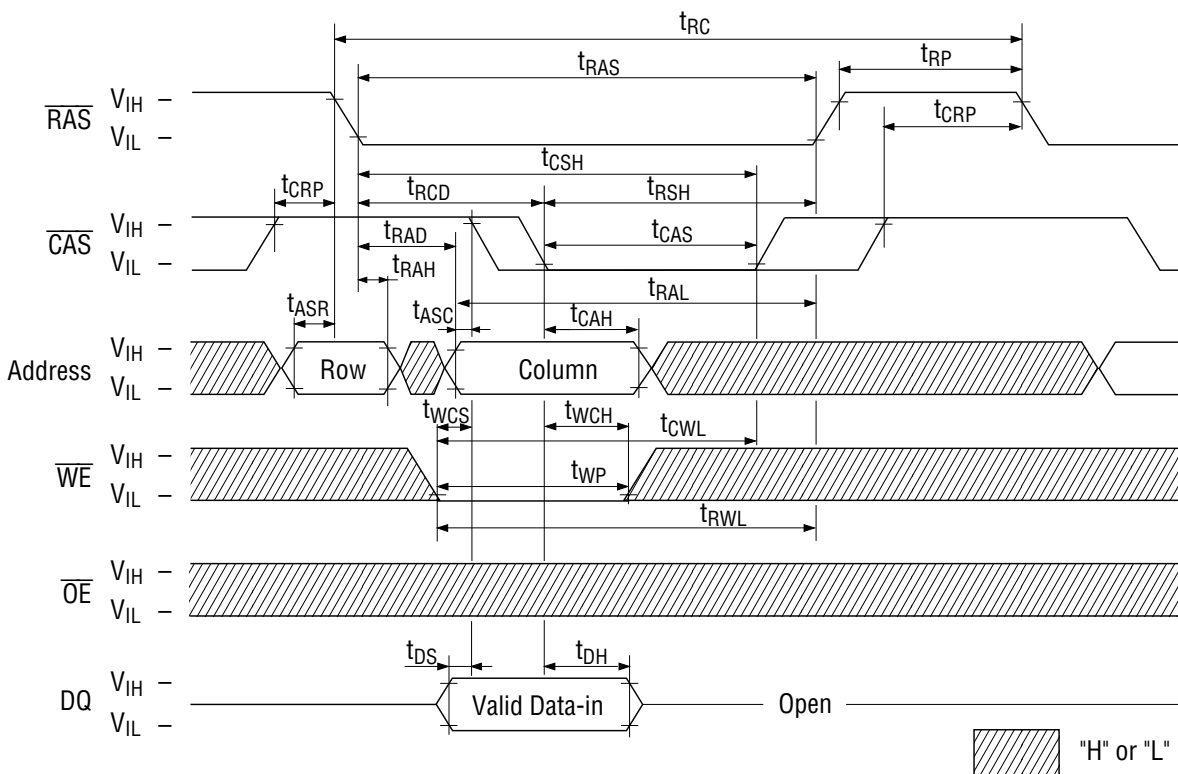 tRC
tRAS
tRP
RAS
VIH
VIL
tCRP
tCSH
tCRP
tRCD
tRSH
CAS
VIH
VIL
tRAD
tCAS
tRAH
tRAL
tASR
tASC
tCAH
Address
VIH
VIL
Row
Column
tWCS
tWCH
tCWL
WE
VIH
VIL
tWP
tRWL
OE
VIH
VIL
tDS
tDH
DQ
VIH
VIL
Valid Data-in
Open
"H" or "L"